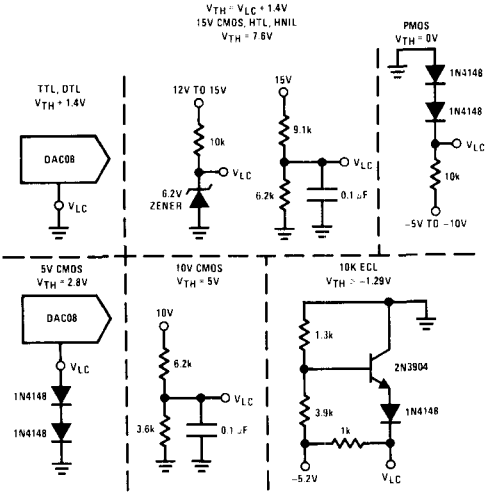 VTH = VLC + 1.4V
15V CMOS, HTL, HNIL
VTH = 7.6V
PMOS
VTH = 0V
TTL, DTL
VTH + 1.4V
DAC08
VLC
12V TO 15V
10k
VLC
6.2V
ZENER
15V
9.1k
VLC
6.2k
0.1 µF
1N4148
1N4148
VLC
10k
-5V TO -10V
5V CMOS
VTH = 2.8V
DAC08
VLC
1N4148
1N4148
10V CMOS
VTH = 5V
10V
6.2k
VLC
3.6k
0.1 µF
10K ECL
VTH > -1.29V
1.3k
2N3904
3.9k
1N4148
1k
-5.2V
VLC